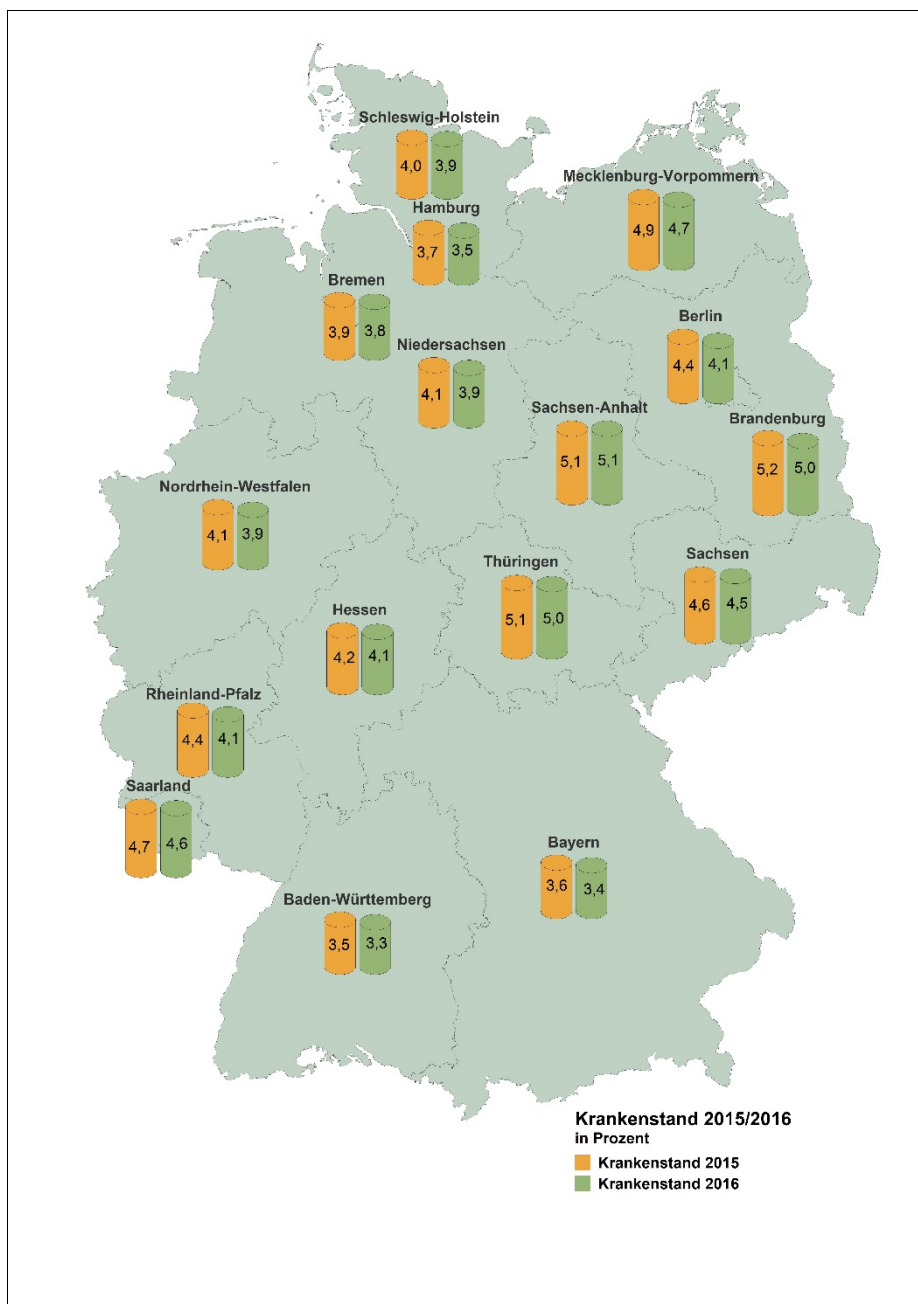 Schleswig-Holstein
4,0 3,9
Mecklenburg-Vorpommern
4,9 4,7
Hamburg
3,7 3,5
Bremen
3,9 3,8
Berlin
4,4 4,1
Niedersachsen
4,1 3,9
Sachsen-Anhalt
5,1 5,1
Brandenburg
5,2 5,0
Nordrhein-Westfalen
4,1 3,9
Thüringen
5,1 5,0
Sachsen
4,6 4,5
Hessen
4,2 4,1
Rheinland-Pfalz
4,4 4,1
Saarland
4,7 4,6
Bayern
3,6 3,4
Baden-Württemberg
3,5 3,3
Krankenstand 2015/2016
in Prozent
Krankenstand 2015
Krankenstand 2016